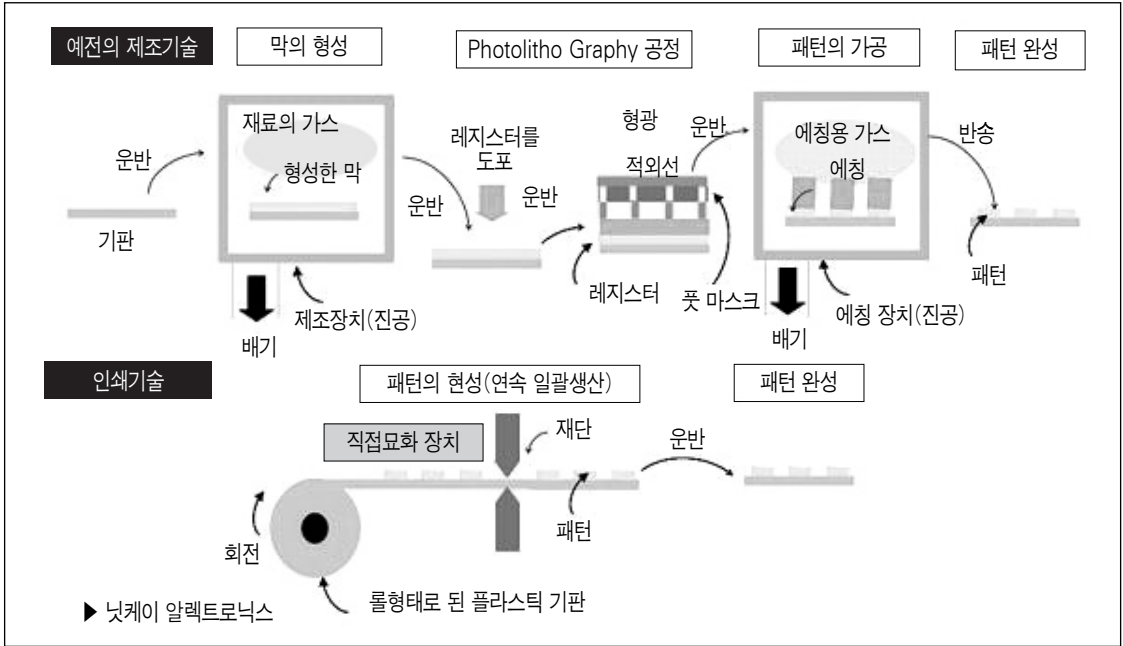 예전의 제조기술
막의 형성
Photolitho Graphy 공정
패턴의 가공
패턴 완성
재료의 가스
형성한 막
운반
기판
배기
제조장치(진공)
운반
레지스터를
도포
운반
형광
적외선
운반
레지스터
풋 마스크
에칭용 가스
에칭
배기
에칭 장치(진공)
반송
패턴
인쇄기술
패턴의 현성(연속 일괄생산)
패턴 완성
직접묘화 장치
재단
운반
패턴
회전
롤형태로 된 플라스틱 기판
▶ 닛케이 알렉트로닉스